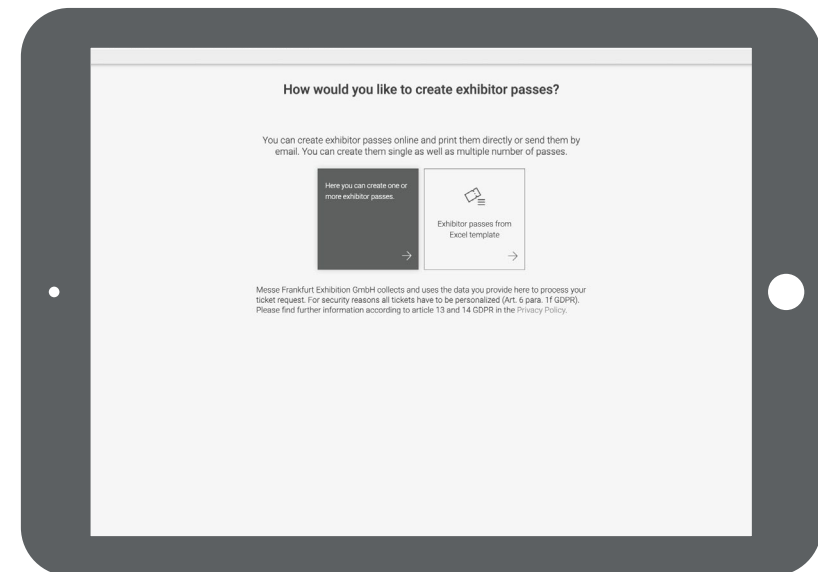 How would you like to create exhibitor passes?
You can create exhibitor passes online and print them directly or send them by
email. You can create them single as well as multiple number of passes.
Here you can create one or
more exhibitor passes.
Exhibitor passes from
Excel template
Messe Frankfurt Exhibition GmbH collects and uses the data you provide here to process your
ticket request. For security reasons all tickets have to be personalized (Art. 6 para. 1f GDPR).
Please find further information according to article 13 and 14 GDPR in the Privacy Policy.